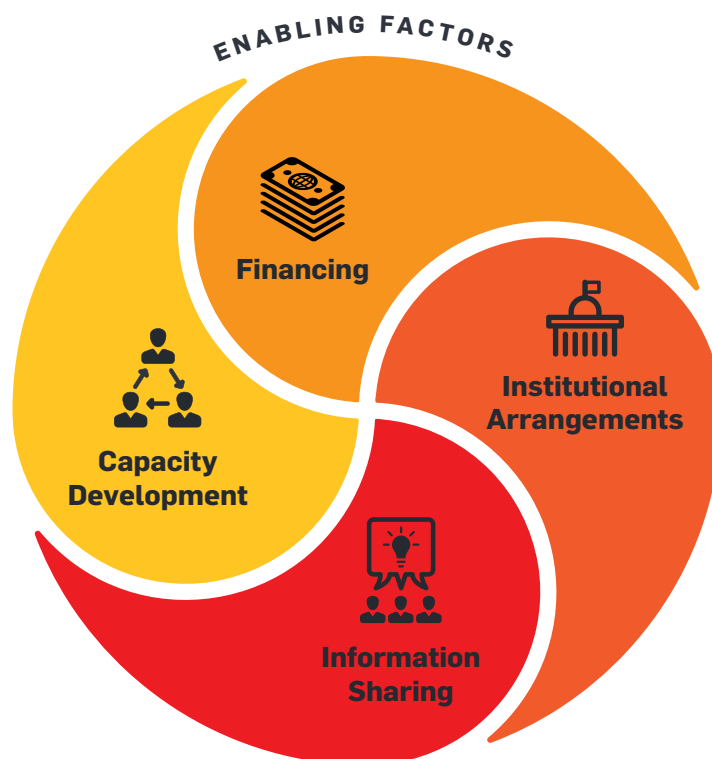 ENABLING FACTORS
Financing
Institutional
Arrangements
Capacity
Development
Information
Sharing